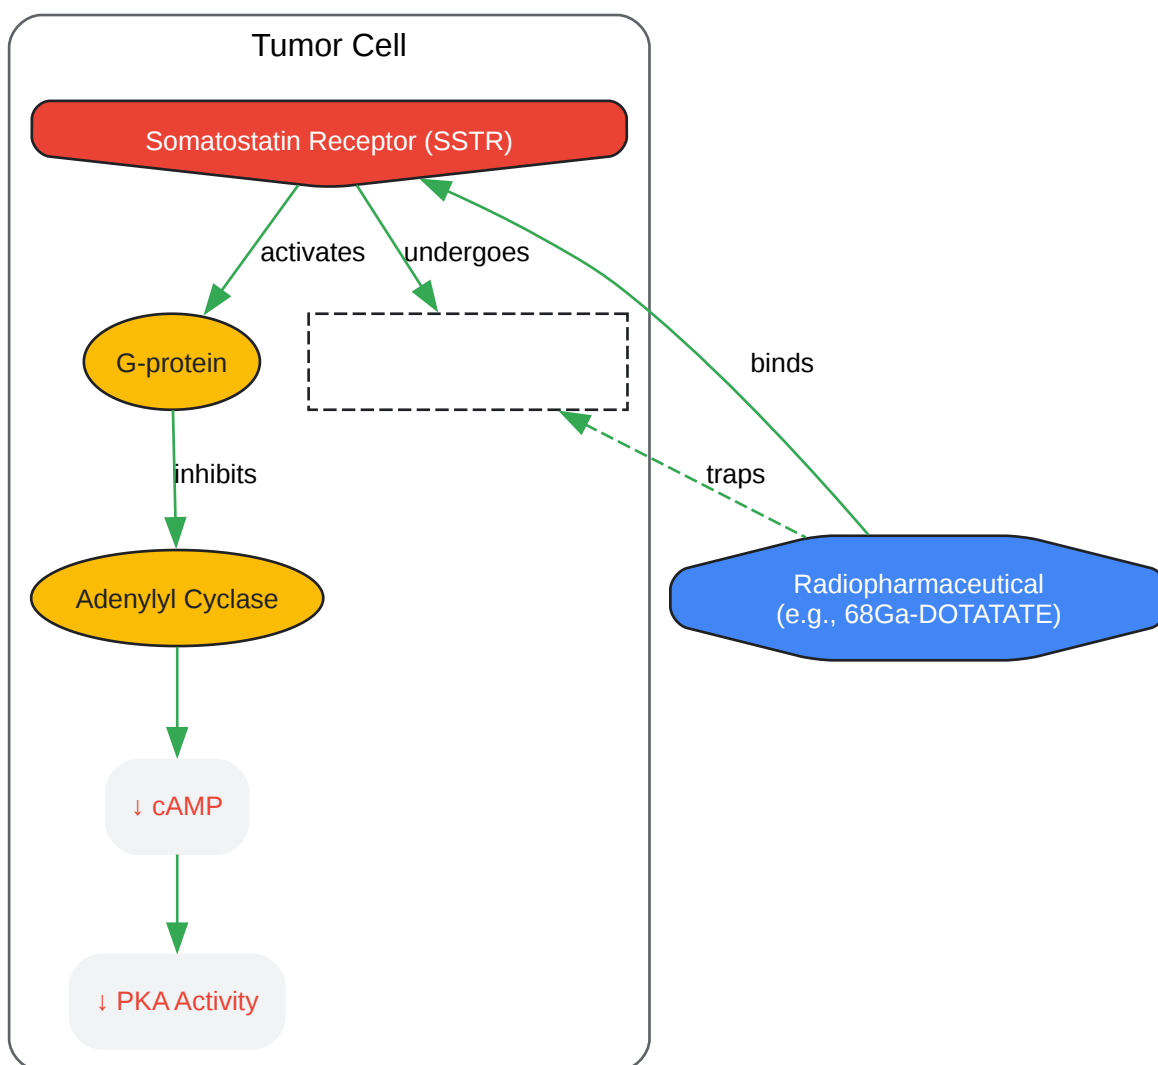 Tumor Cell
Somatostatin Receptor (SSTR)
activates
undergoes
G-protein
binds
inhibits
traps
Adenylyl Cyclase
Radiopharmaceutical
(e.g., 68Ga-DOTATATE)
↓ cAMP
↓ PKA Activity